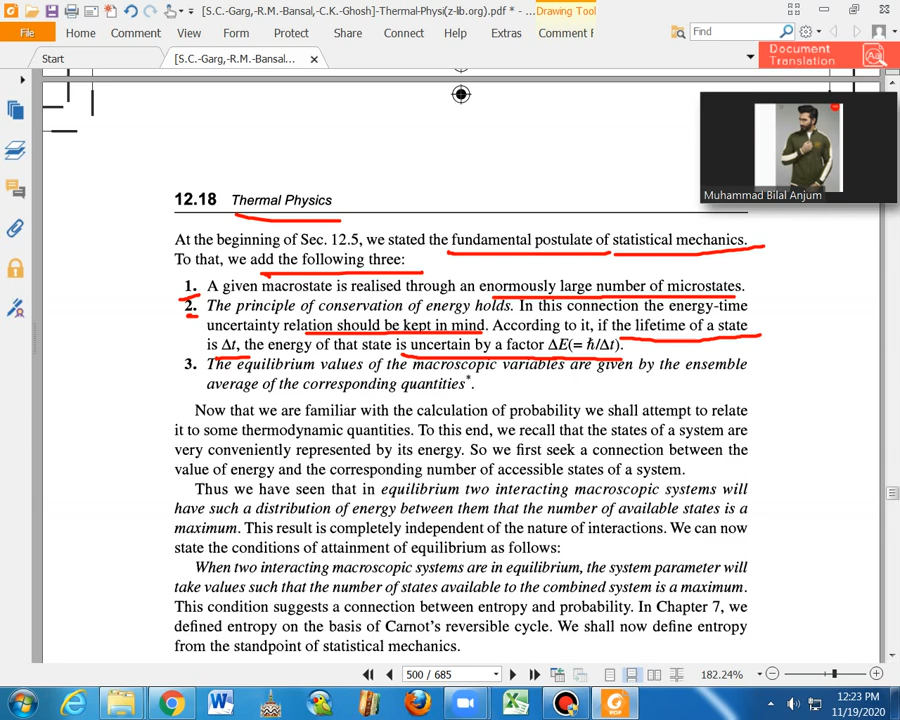 [S.C.-Garg,-R.M.-Bansal,-C.K.-Ghosh]-Thermal-Physi(z-lib.org).pdf * - ...
Drawing Tool
File Home Comment View Form Protect Share Connect Help Extras Comment F Find
Start [S.C.-Garg,-R.M.-Bansal... Document
Translation
Muhammad Bilal Anjum
12.18 Thermal Physics
At the beginning of Sec. 12.5, we stated the fundamental postulate of statistical mechanics.
To that, we add the following three:
1. A given macrostate is realised through an enormously large number of microstates.
2. The principle of conservation of energy holds. In this connection the energy-time
uncertainty relation should be kept in mind. According to it, if the lifetime of a state
is Δt, the energy of that state is uncertain by a factor ΔE(= ħ/Δt).
3. The equilibrium values of the macroscopic variables are given by the ensemble
average of the corresponding quantities*.
Now that we are familiar with the calculation of probability we shall attempt to relate
it to some thermodynamic quantities. To this end, we recall that the states of a system are
very conveniently represented by its energy. So we first seek a connection between the
value of energy and the corresponding number of accessible states of a system.
Thus we have seen that in equilibrium two interacting macroscopic systems will
have such a distribution of energy between them that the number of available states is a
maximum. This result is completely independent of the nature of interactions. We can now
state the conditions of attainment of equilibrium as follows:
When two interacting macroscopic systems are in equilibrium, the system parameter will
take values such that the number of states available to the combined system is a maximum.
This condition suggests a connection between entropy and probability. In Chapter 7, we
defined entropy on the basis of Carnot's reversible cycle. We shall now define entropy
from the standpoint of statistical mechanics.
500 / 685 182.24%
12:23 PM
11/19/2020